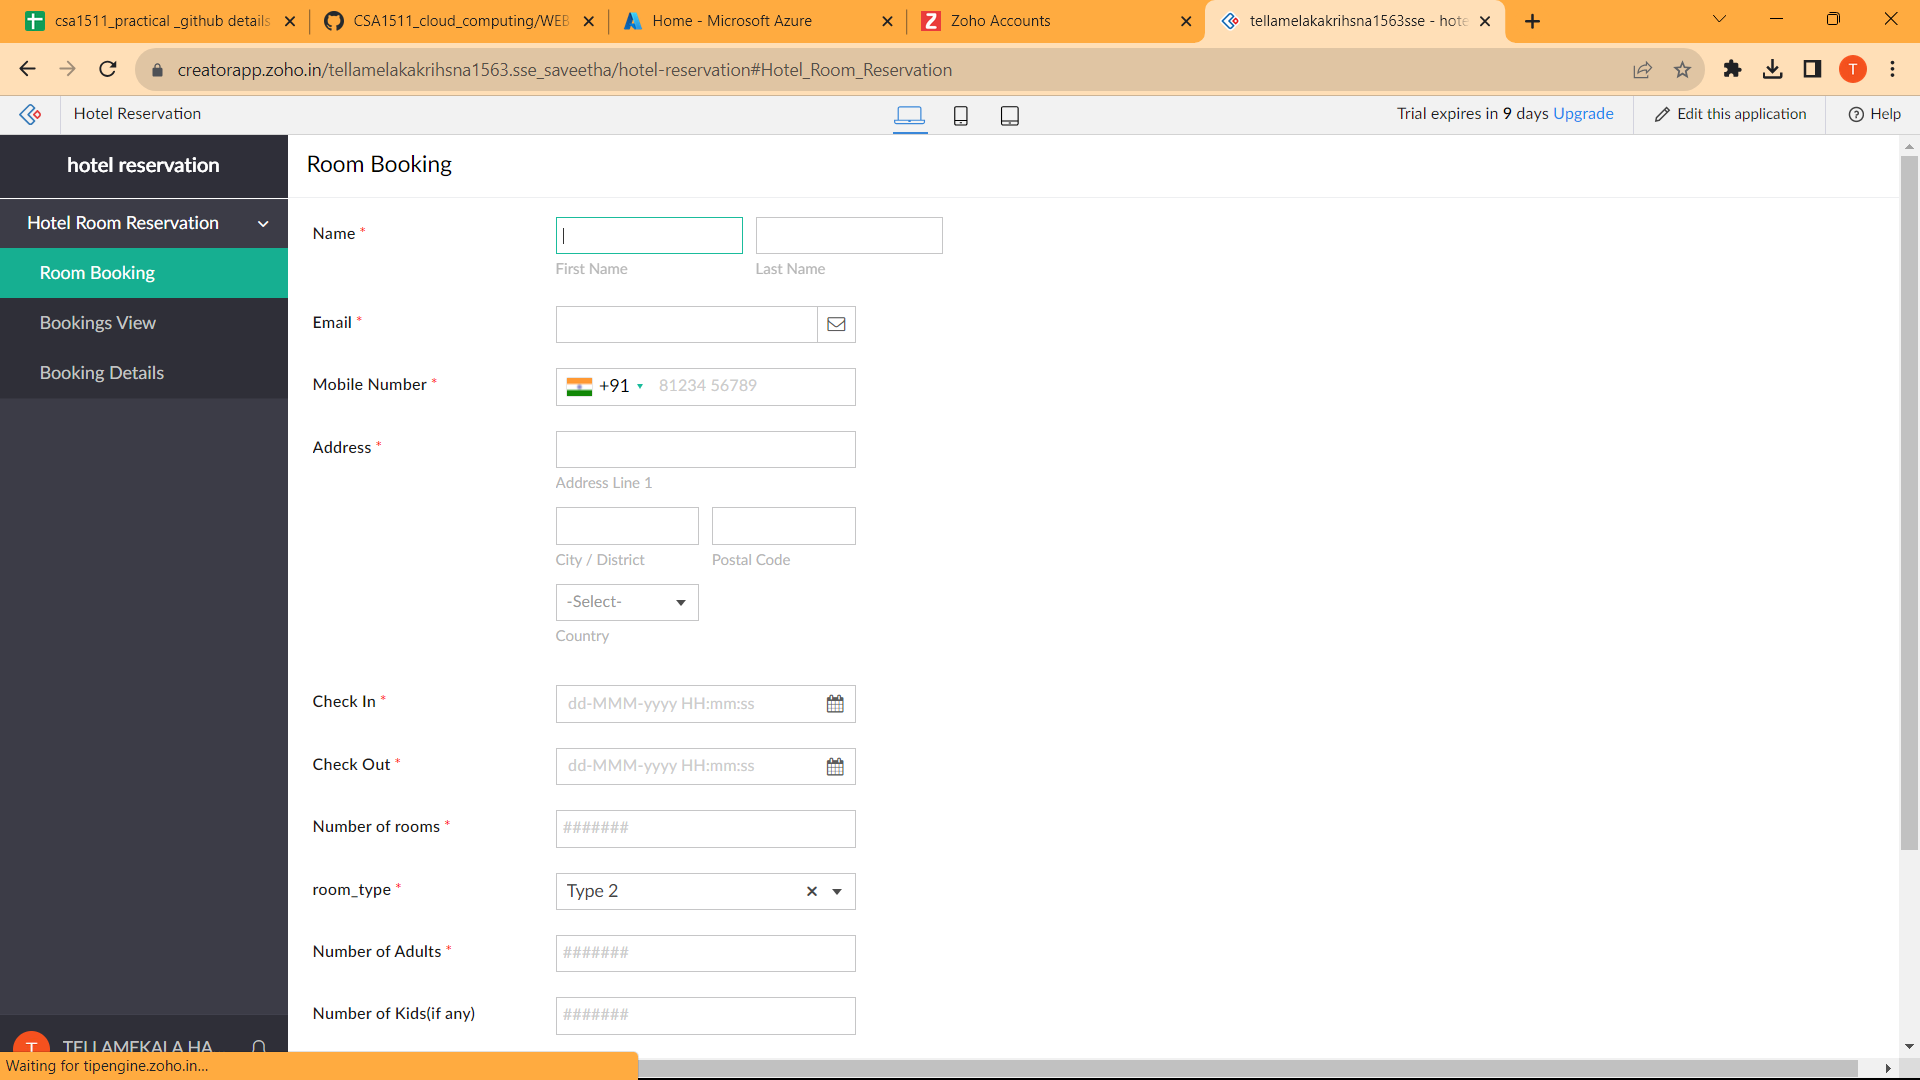 csa1511_practical _github details
CSA1511_cloud_computing/WEB
Home - Microsoft Azure
Zoho Accounts
tellamelakakrihsna1563sse - hote
creatorapp.zoho.in/tellamelakakrihsna1563.sse_saveetha/hotel-reservation#Hotel_Room_Reservation
T
Hotel Reservation
Trial expires in 9 days Upgrade
Edit this application
Help
hotel reservation
Hotel Room Reservation
Room Booking
Bookings View
Booking Details
Room Booking
Name *
First Name
Last Name
Email *
Mobile Number *
+91
81234 56789
Address *
Address Line 1
City / District
Postal Code
-Select-
Country
Check In *
dd-MMM-yyyy HH:mm:ss
Check Out *
dd-MMM-yyyy HH:mm:ss
Number of rooms *
#######
room_type *
Type 2
Number of Adults *
#######
Number of Kids(if any)
#######
T
TELLAMEKALA HA
Waiting for tipengine.zoho.in...